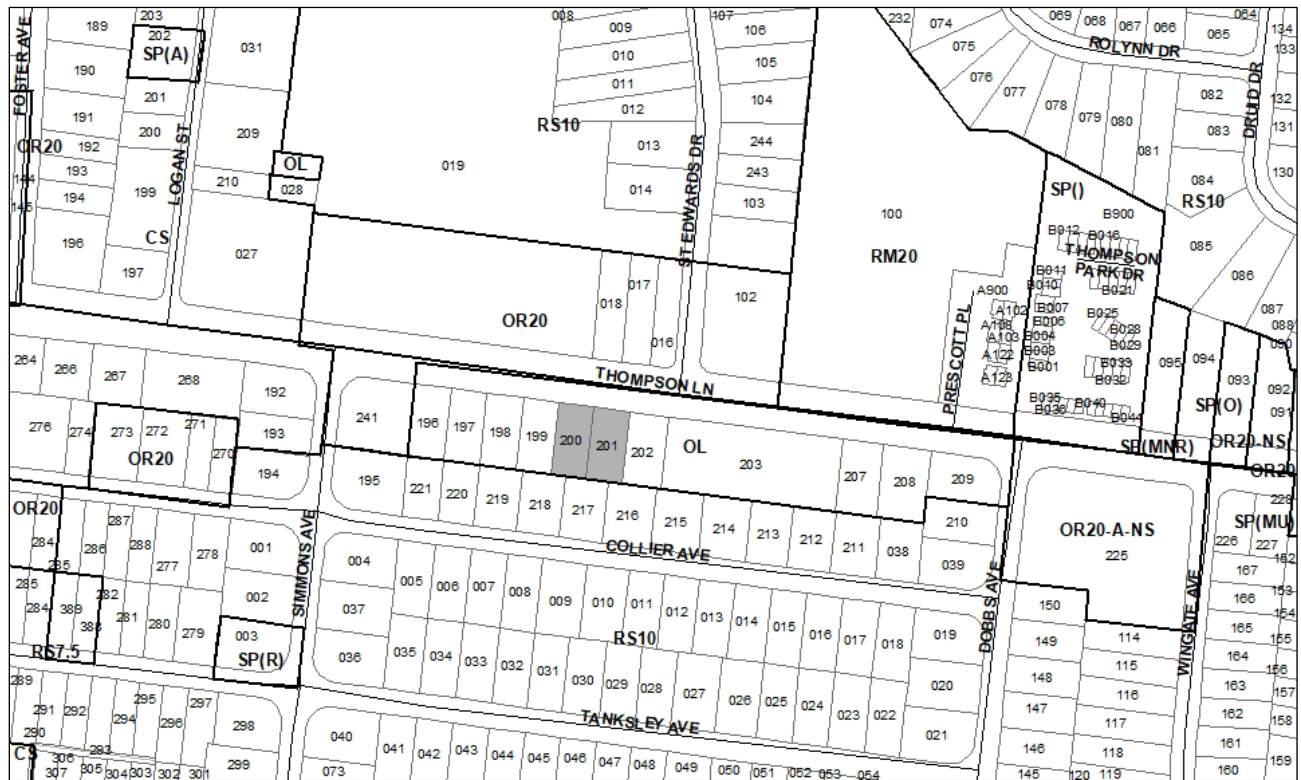 189 203 008 107 232 069 068 067 066 064
202 009 106 074 065 134
SP(A) 031 010 105 075 ROLYNN DR 133
FOSTER AVE 190 011 076 077
201 012 104 078 079 080 082 132
191 200 209 RS10 013 244 083 131
OR20 192 OL 019 243 081 DRUID DR
193 LOGAN ST 210 028 014 103 084 130
144 194 199 SP() RS10
145 ST EDWARDS DR 100 B900
196 CS 027 RM20 B012 B016 085
197 017 THOMPSON PARK DR 086
018 102 A900 B011 B010 B021 087
OR20 016 A102 B007 B006 B025 088
A103 B004 B028 B029 090
264 266 267 268 192 THOMPSON LN A122 B003 B033 095 094 093 092
PRESCOTT PL A123 B001 B032 091
241 196 197 198 199 200 201 202 OL B035 B036 B040 B044 SP(O)
276 274 273 272 271 270 193 203 SP(MNR) OR20-NS
OR20 194 195 221 220 219 218 217 216 215 214 213 212 211 207 208 209 OR20
OR20 287 210 038 039 OR20-A-NS 225 228 SP(MU)
284 286 288 278 001 COLLIER AVE 226 227
285 277 SIMMONS AVE 004 005 006 007 008 009 010 011 012 013 014 015 016 017 018 019 DOBBS AVE WINGIATE AVE 167 152
285 284 389 388 282 281 280 279 002 037 150 166 153 154
003 036 035 034 033 032 031 030 029 028 027 026 025 024 023 022 020 149 114 165 155
RS7.5 SP(R) RS10 148 115 164 156
289 295 297 TANKSLEY AVE 021 147 116 163 157
291 292 294 296 298 040 117 162 158
290 283 299 041 042 043 044 045 046 047 048 049 050 051 052 053 054 146 118 161 159
CS 306 307 305 304 303 302 301 073 145 120 119 160